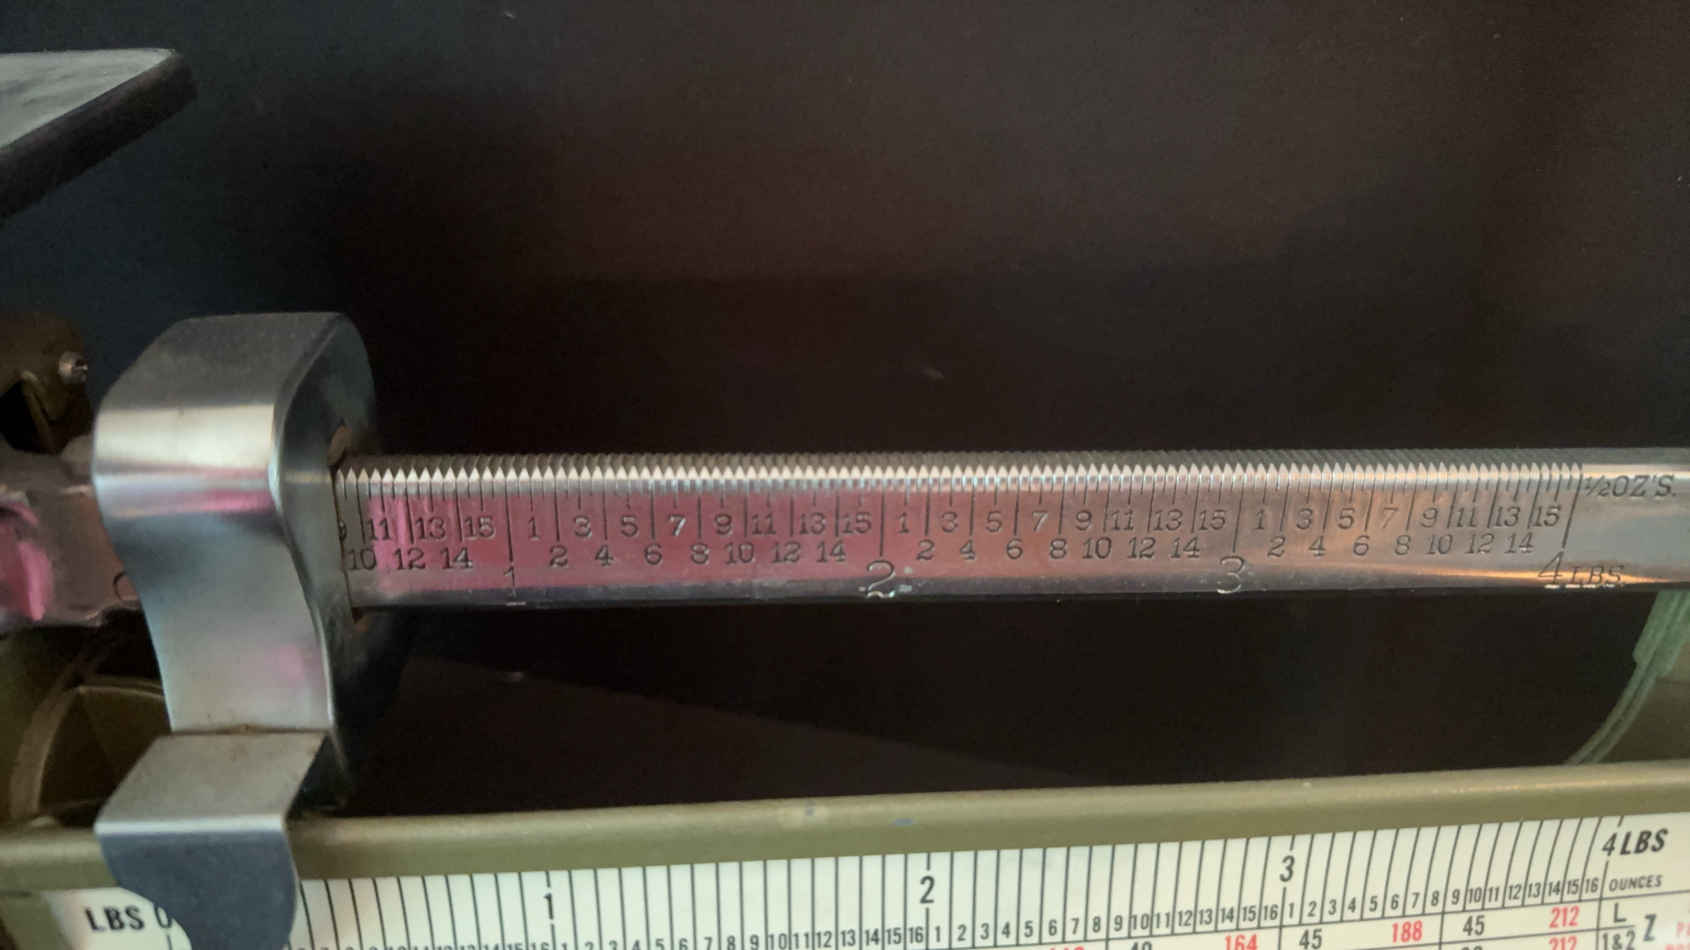 ½OZ'S.
9 11 13 15 1 3 5 7 9 11 13 15 1 3 5 7 9 11 13 15 1 3 5 7 9 11 13 15
10 12 14 2 4 6 8 10 12 14 2 4 6 8 10 12 14 2 4 6 8 10 12 14
1 2 3 4 LBS
LBS 0 1 2 3 4 LBS
1 2 3 4 5 6 7 8 9 10 11 12 13 14 15 16 1 2 3 4 5 6 7 8 9 10 11 12 13 14 15 16 1 2 3 4 5 6 7 8 9 10 11 12 13 14 15 16 OUNCES
164 45 188 45 212 L Z
212 1&2